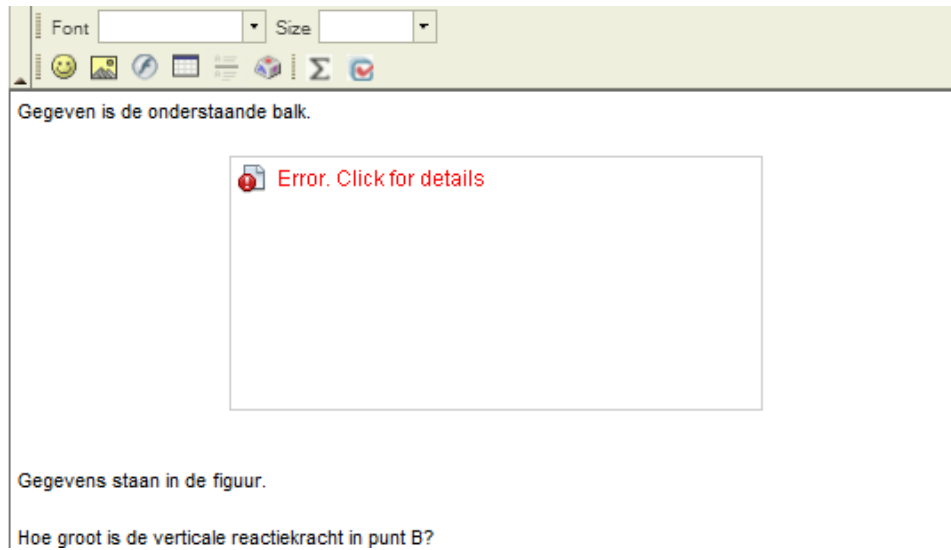 Font Size
Gegeven is de onderstaande balk.
Error. Click for details
Gegevens staan in de figuur.
Hoe groot is de verticale reactiekracht in punt B?